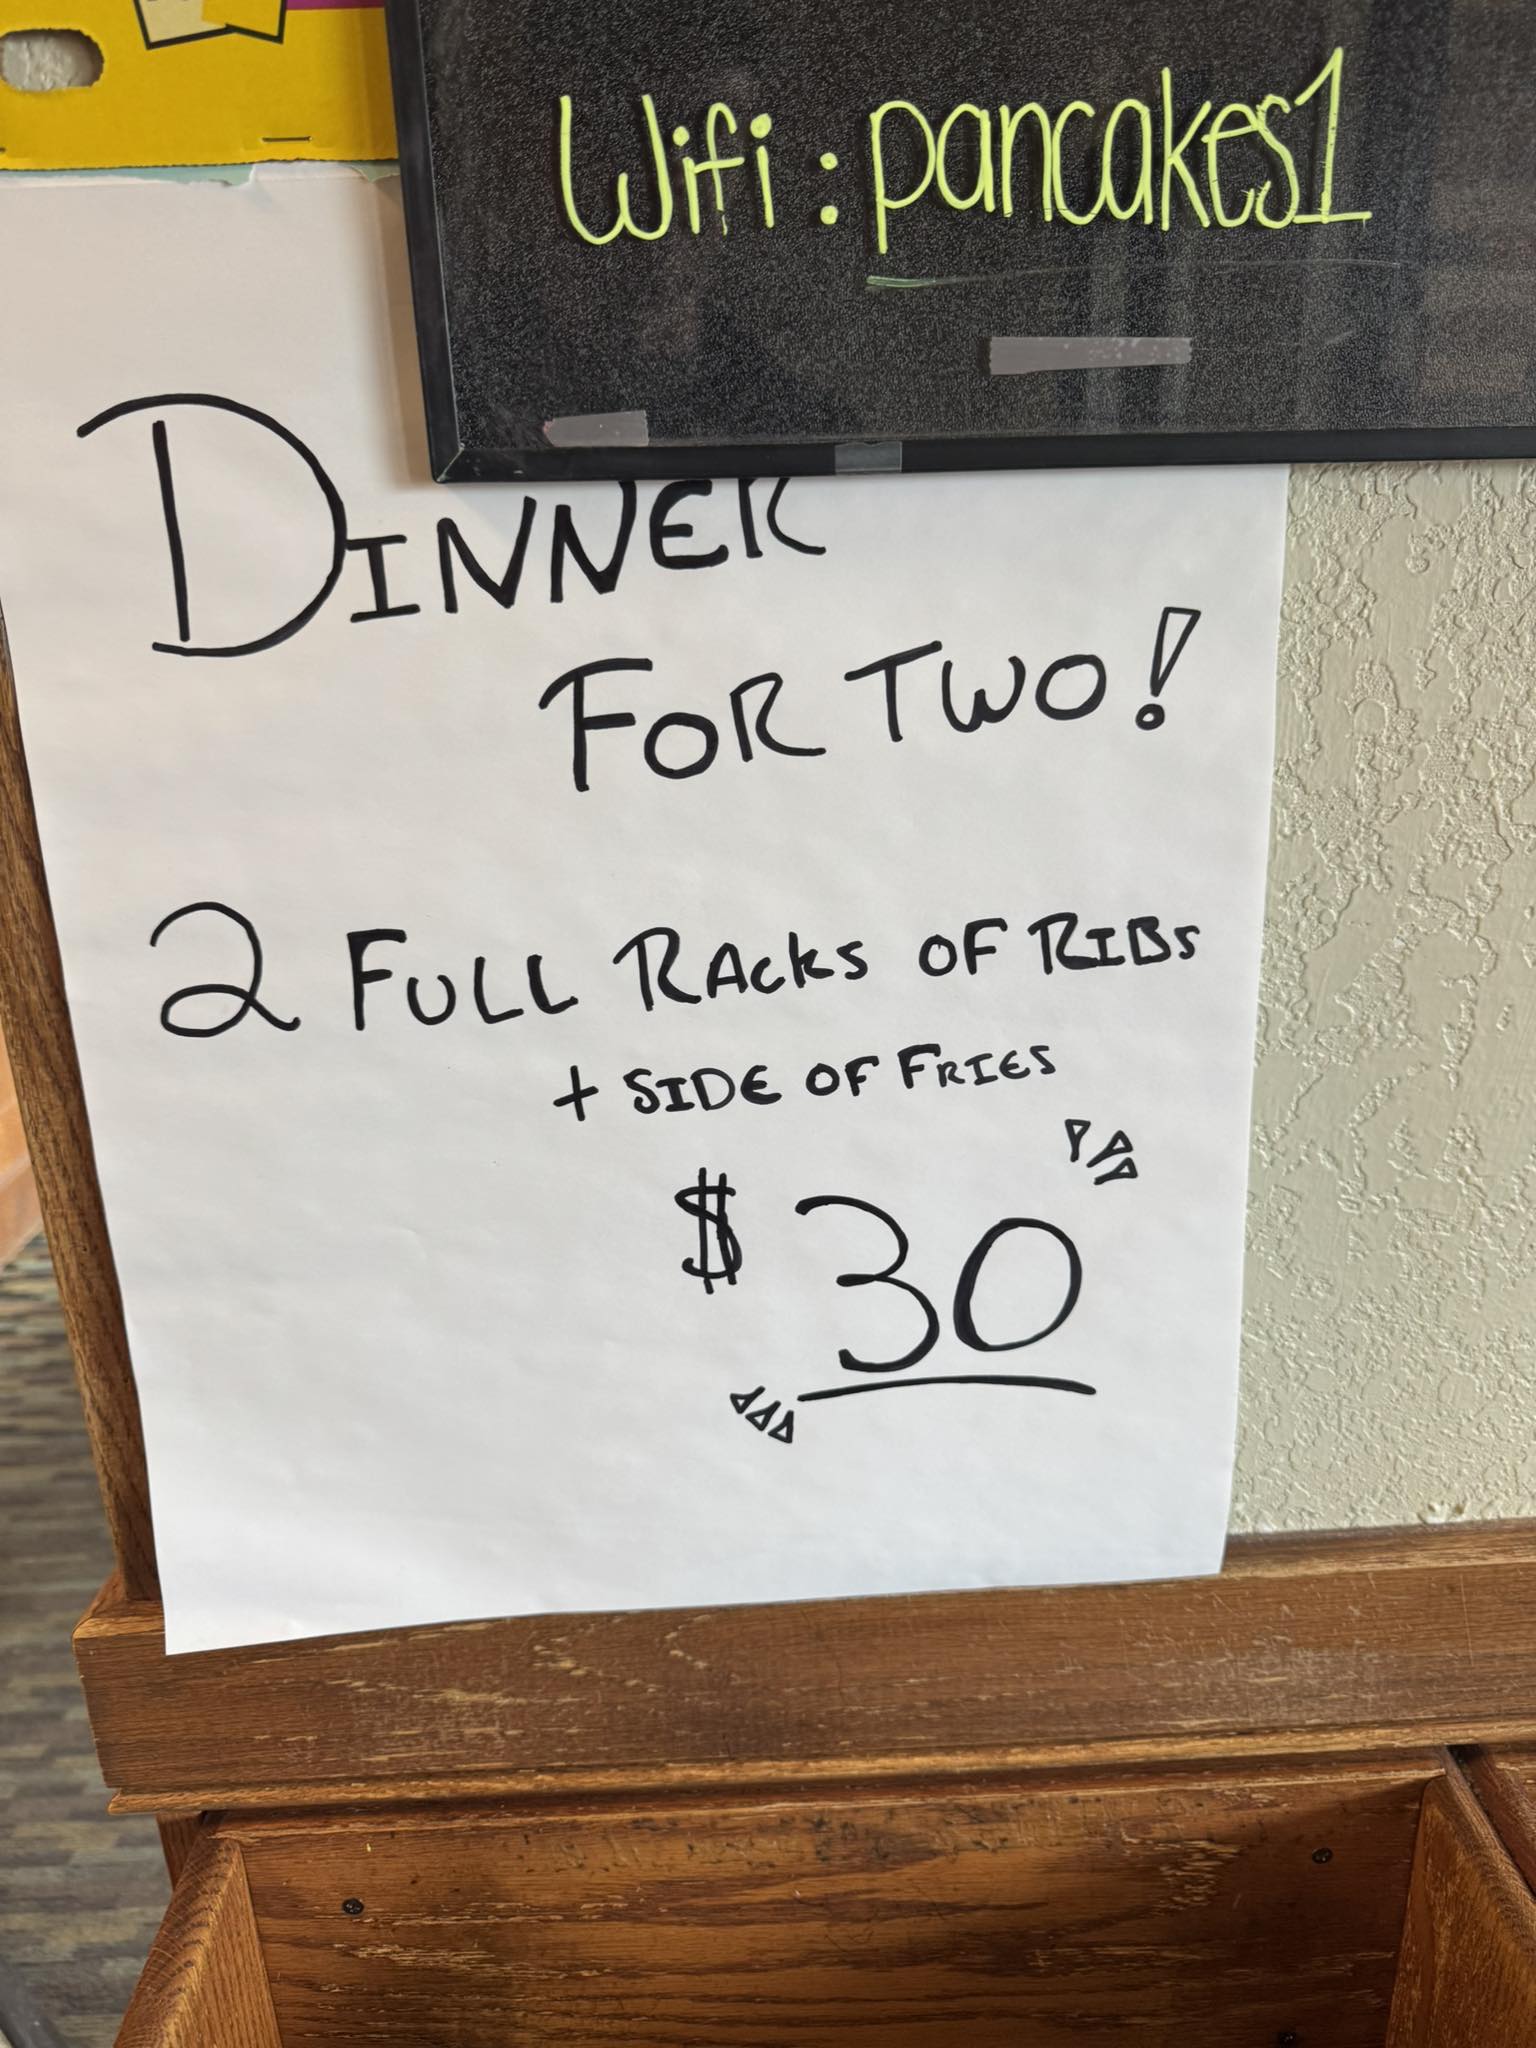 Wifi: pancakes1
DINNER
FOR TWO!
2 FULL RACKS OF RIBS
+ SIDE OF FRIES
$ 30